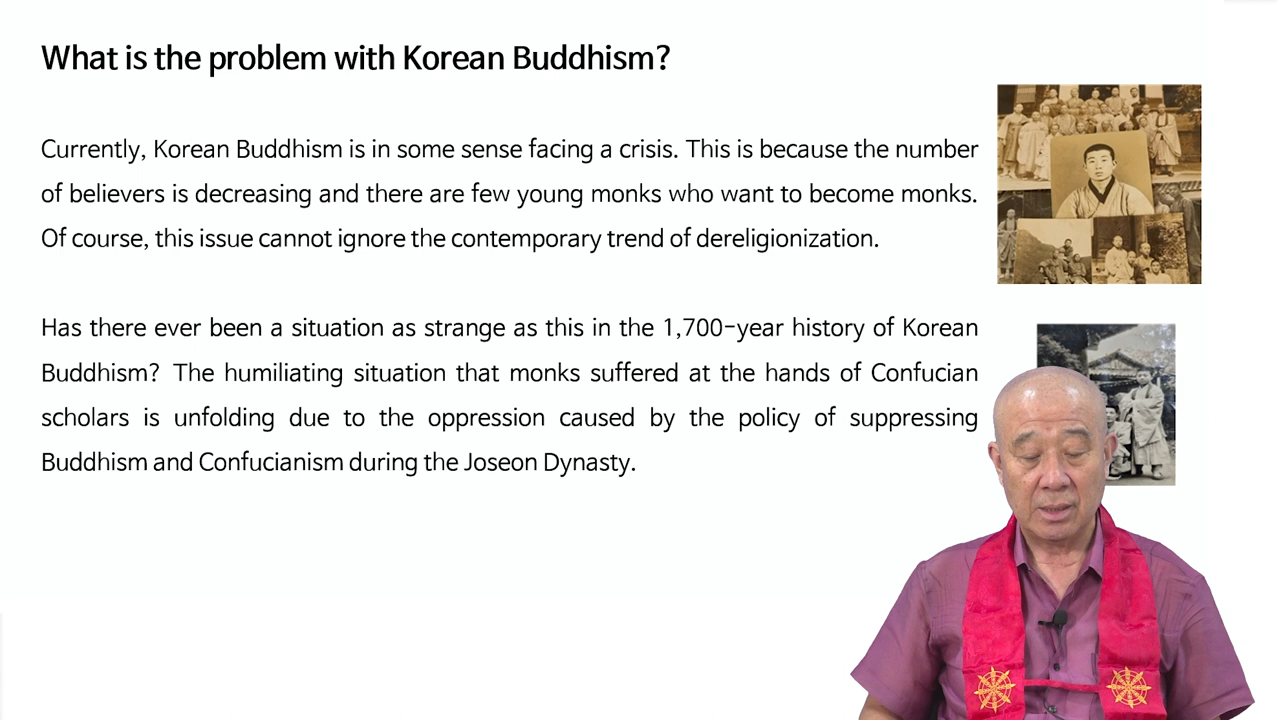 What is the problem with Korean Buddhism?
Currently, Korean Buddhism is in some sense facing a crisis. This is because the number
of believers is decreasing and there are few young monks who want to become monks.
Of course, this issue cannot ignore the contemporary trend of dereligionization.
Has there ever been a situation as strange as this in the 1,700-year history of Korean
Buddhism? The humiliating situation that monks suffered at the hands of Confucian
scholars is unfolding due to the oppression caused by the policy of suppressing
Buddhism and Confucianism during the Joseon Dynasty.